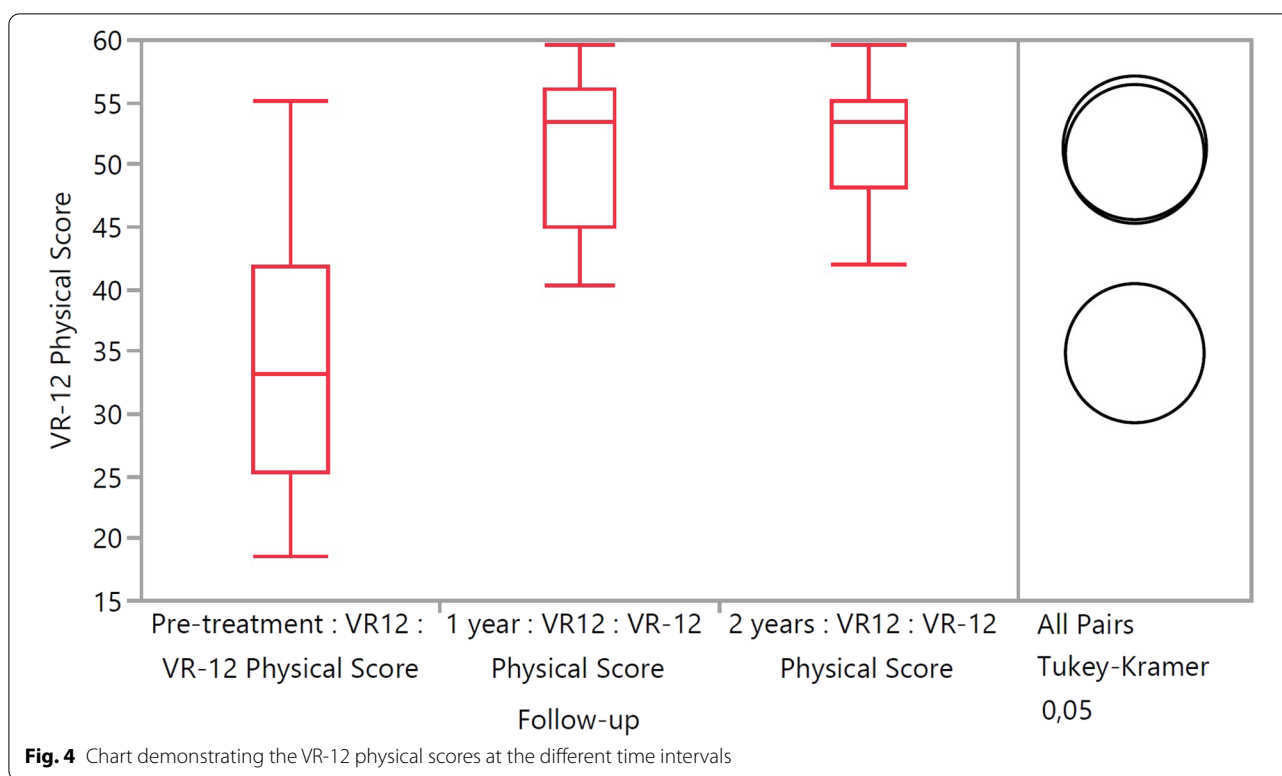 60
55
50
45
40
35
30
25
20
15
VR-12 Physical Score
Pre-treatment : VR12 :
VR-12 Physical Score
1 year : VR12 : VR-12
Physical Score
2 years : VR12 : VR-12
Physical Score
All Pairs
Tukey-Kramer
0,05
Follow-up
Fig. 4 Chart demonstrating the VR-12 physical scores at the different time intervals